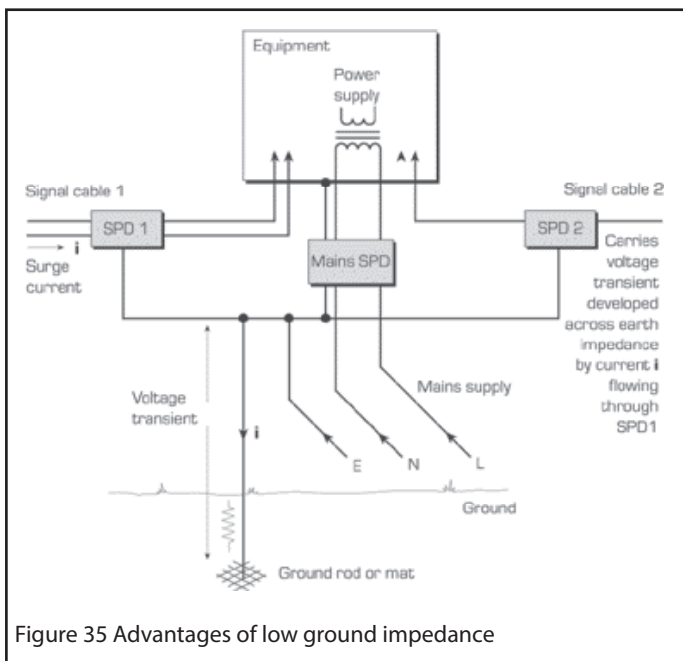 Equipment
Power
supply
Signal cable 1
Signal cable 2
SPD 1
SPD 2
i
Surge
current
Mains SPD
Carries
voltage
transient
developed
across earth
impedance
by current i
flowing
through
SPD1
Voltage
transient
Mains supply
i
E
N
L
Ground
Ground rod or mat
Figure 35 Advantages of low ground impedance